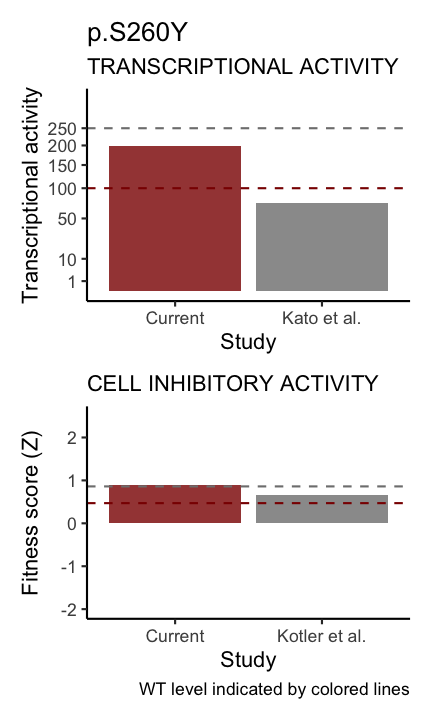 p.S260Y
TRANSCRIPTIONAL ACTIVITY
Transcriptional activity
250
200
150
100
50
10
1
Current
Kato et al.
Study
CELL INHIBITORY ACTIVITY
Fitness score (Z)
2
1
0
-1
-2
Current
Kotler et al.
Study
WT level indicated by colored lines